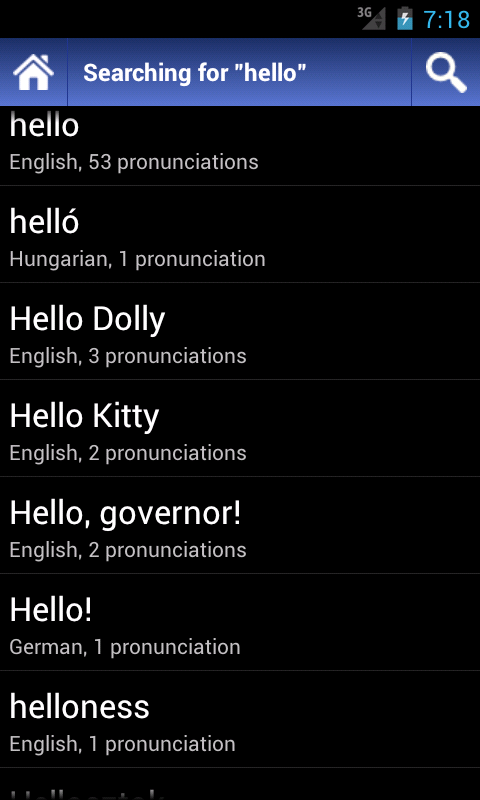 3G
7:18
Searching for "hello"
hello
English, 53 pronunciations
helló
Hungarian, 1 pronunciation
Hello Dolly
English, 3 pronunciations
Hello Kitty
English, 2 pronunciations
Hello, governor!
English, 2 pronunciations
Hello!
German, 1 pronunciation
helloness
English, 1 pronunciation